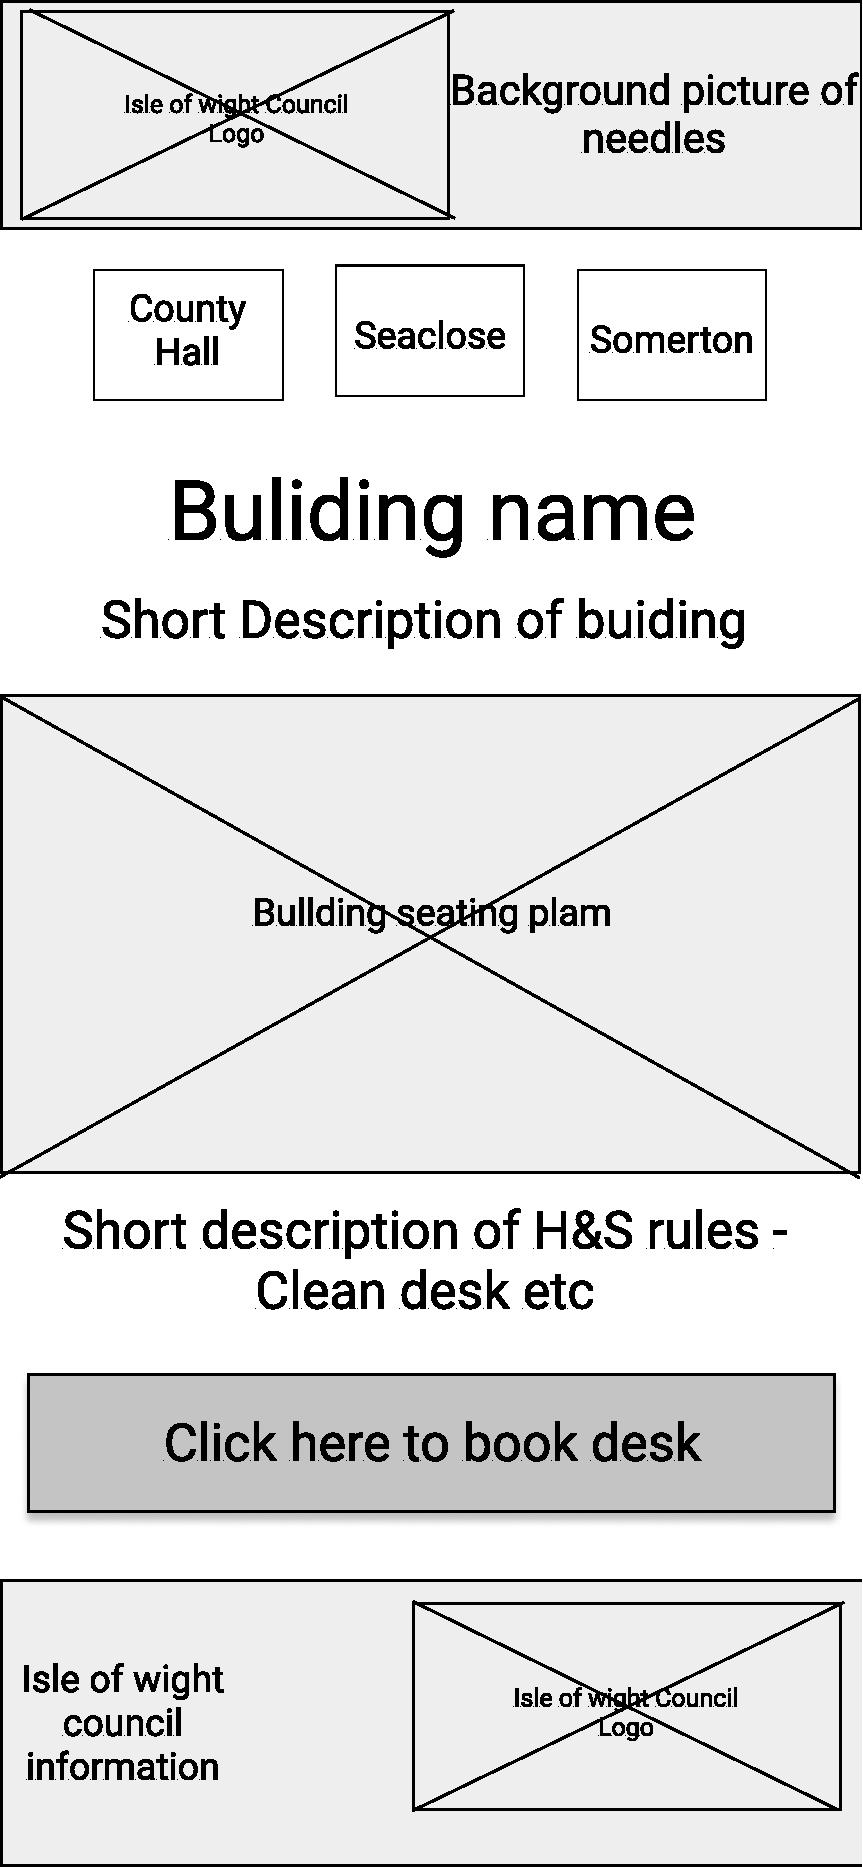 Isle of wight Council
Logo
Background picture of
needles
County
Hall
Seaclose
Somerton
Buliding name
Short Description of buiding
Bullding seating plam
Short description of H&S rules -
Clean desk etc
Click here to book desk
Isle of wight
council
information
Isle of wight Council
Logo